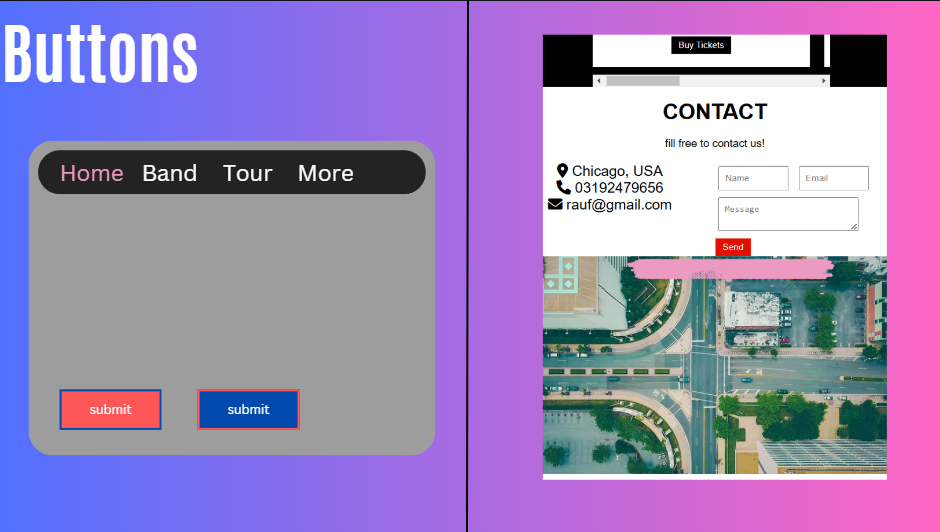 Buttons
Home Band Tour More
submit submit
Buy Tickets
CONTACT
fill free to contact us!
Chicago, USA
03192479656
rauf@gmail.com
Name Email
Message
Send